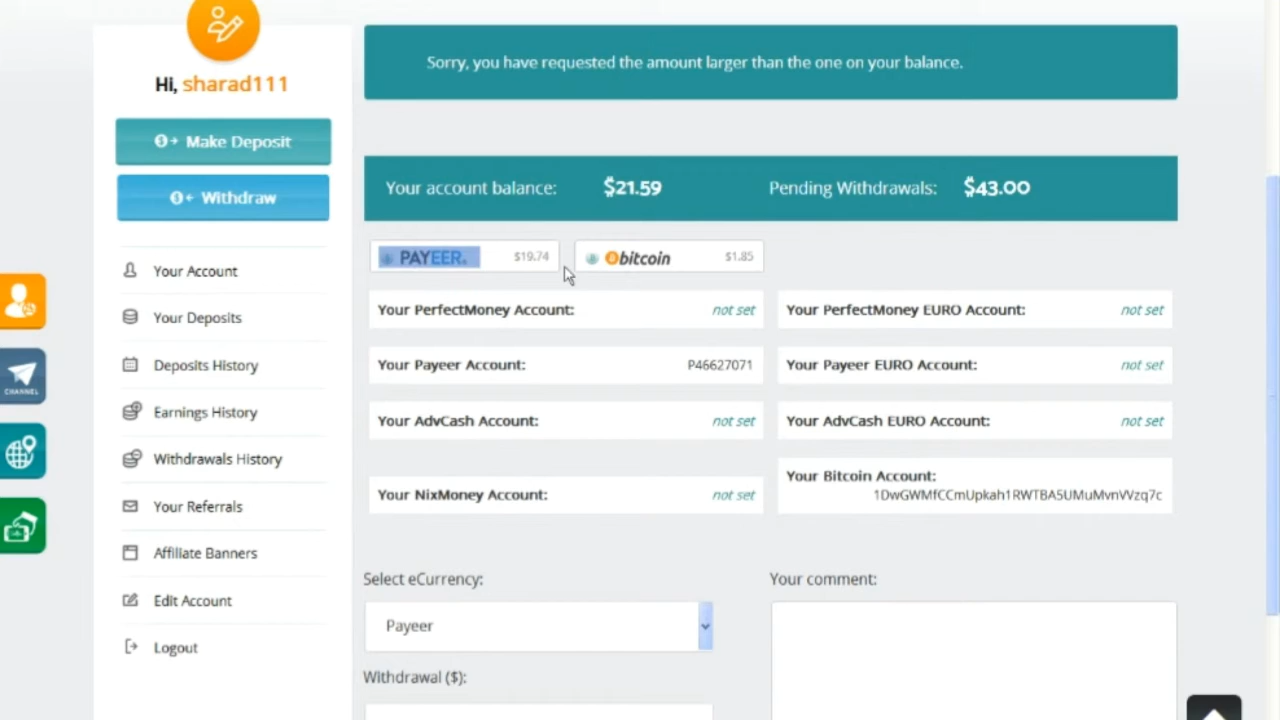 Hi, sharad111
Make Deposit
Withdraw
Your Account
Your Deposits
Deposits History
Earnings History
Withdrawals History
Your Referrals
Affiliate Banners
Edit Account
Logout
CHANNEL
Sorry, you have requested the amount larger than the one on your balance.
Your account balance: $21.59 Pending Withdrawals: $43.00
PAYEER. $19.74 bitcoin $1.85
Your PerfectMoney Account: not set Your PerfectMoney EURO Account: not set
Your Payeer Account: P46627071 Your Payeer EURO Account: not set
Your AdvCash Account: not set Your AdvCash EURO Account: not set
Your NixMoney Account: not set Your Bitcoin Account:
1DwGWMfCCmUpkah1RWTBA5UMuMvnVVzq7c
Select eCurrency: Your comment:
Payeer
Withdrawal ($):